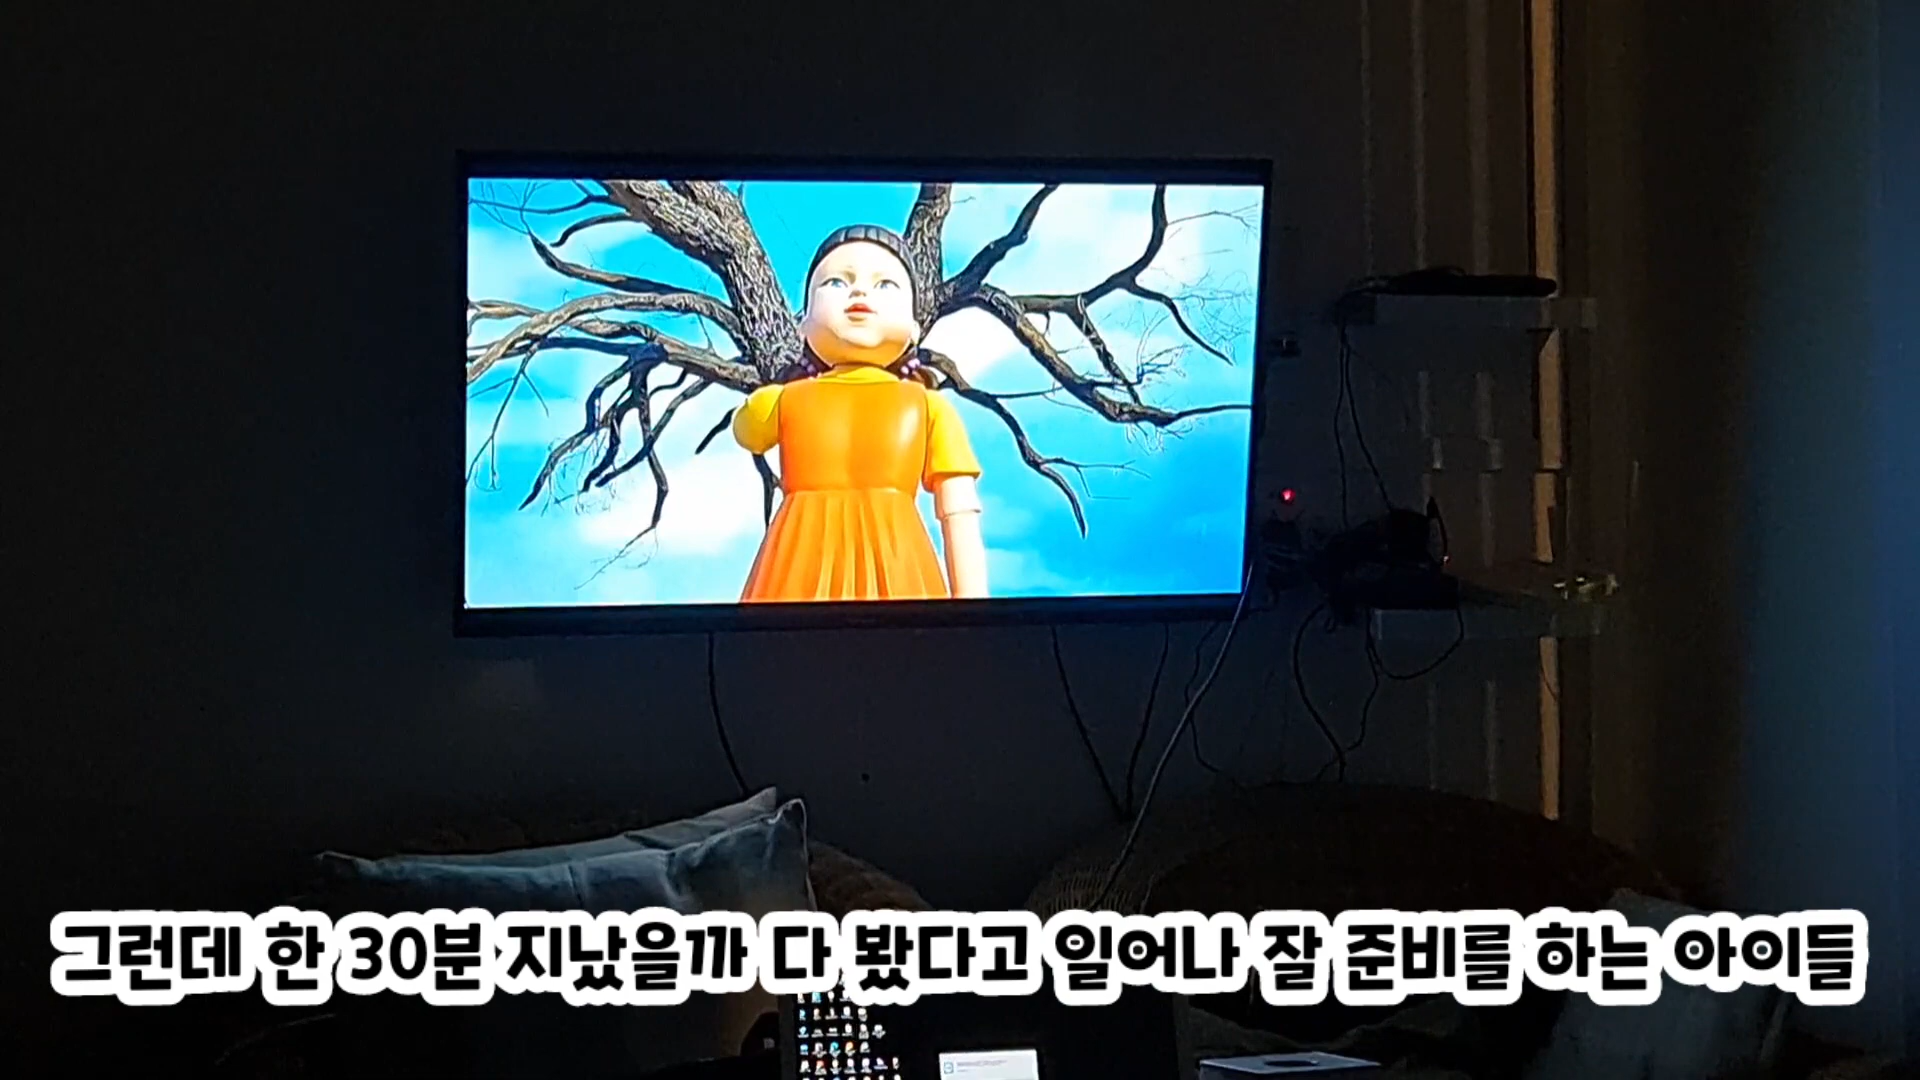 그런데 한 30분 지났을까 다 봤다고 일어나 잘 준비를 하는 아이들